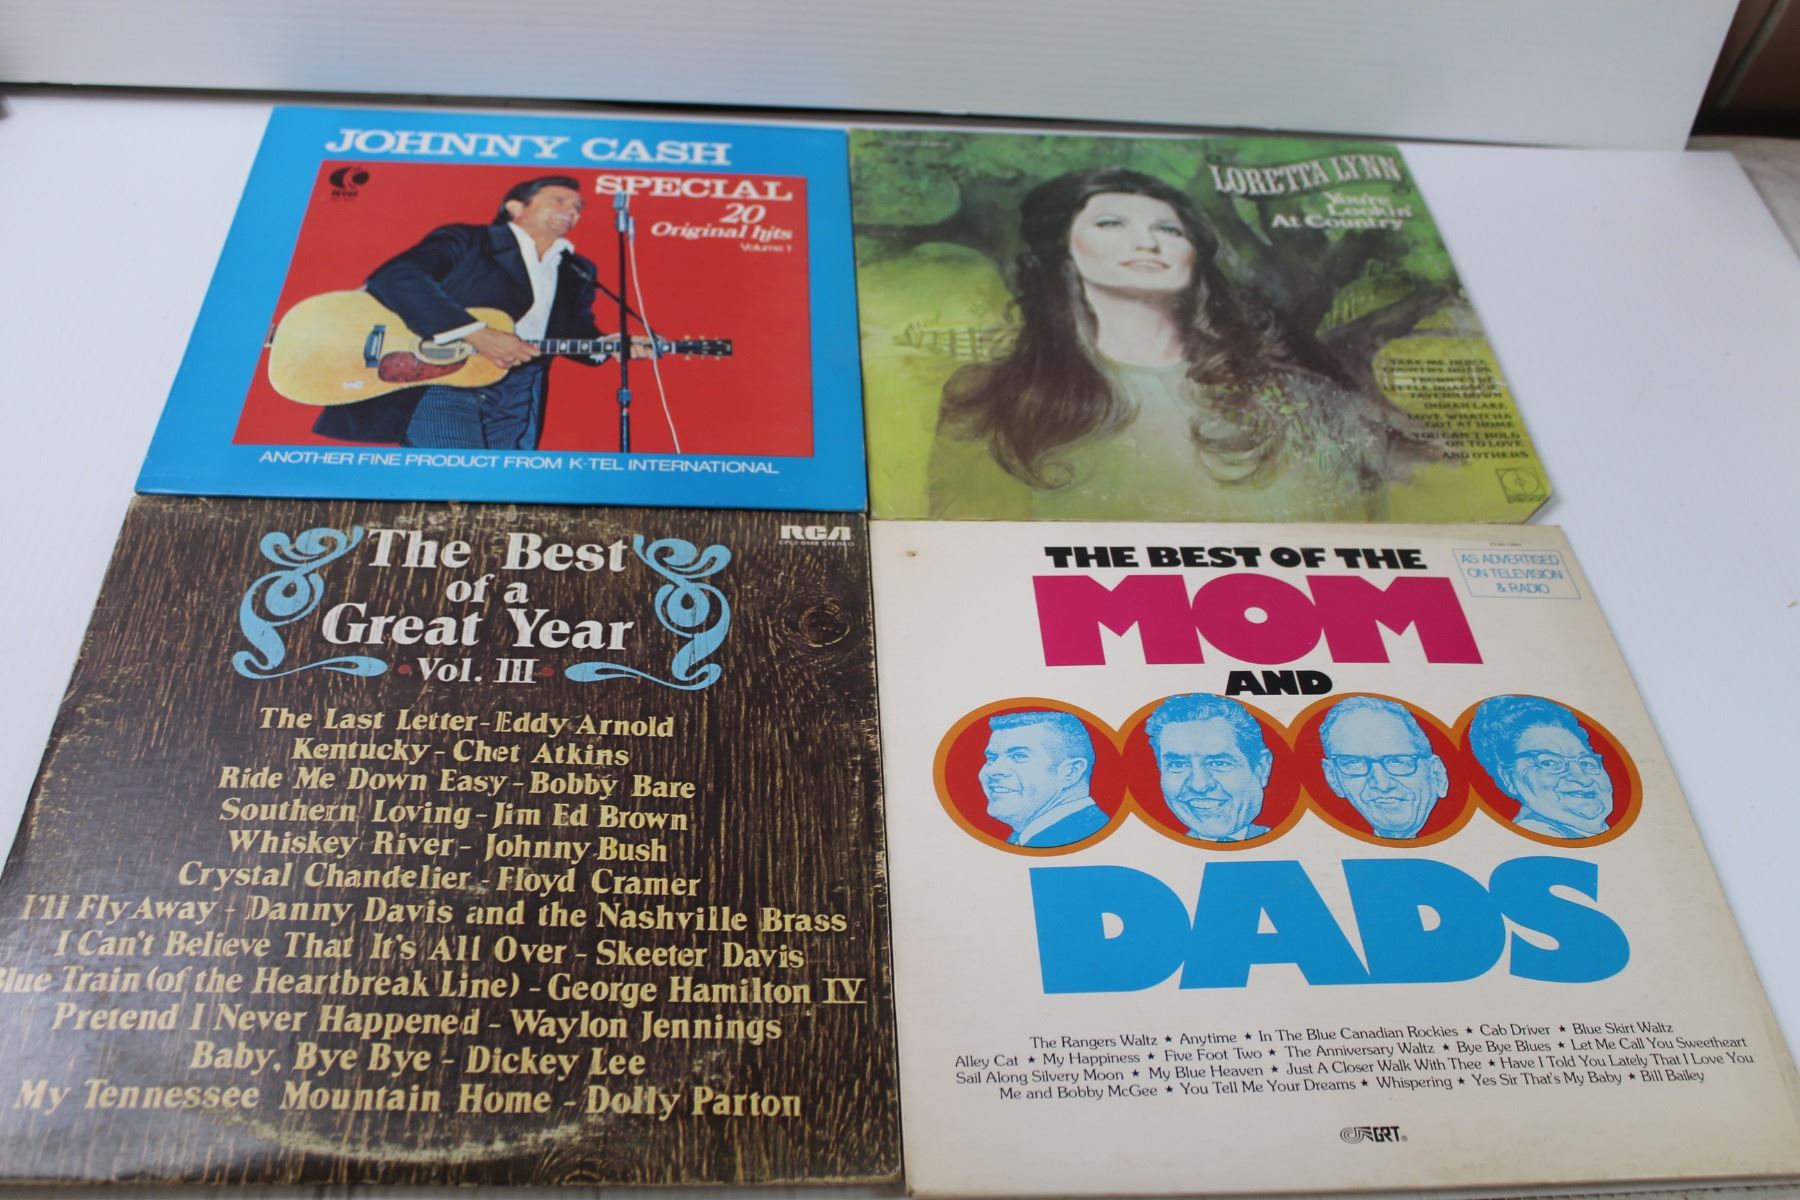 JOHNNY CASH
K-tel
SPECIAL
20
Original hits
Volume 1
ANOTHER FINE PRODUCT FROM K-TEL INTERNATIONAL
LORETTA LYNN
You're
Lookin'
At Country
TAKE ME HOME
COUNTRY ROADS
TAVERN DOWN
INDIAN LAKE
LOVE WHATCHA
GOT AT HOME
YOU CAN'T HOLD
ON TO LOVE
AND OTHERS
RCA
STEREO
The Best
of a
Great Year
Vol. III
The Last Letter - Eddy Arnold
Kentucky - Chet Atkins
Ride Me Down Easy - Bobby Bare
Southern Loving - Jim Ed Brown
Whiskey River - Johnny Bush
Crystal Chandelier - Floyd Cramer
I'll Fly Away - Danny Davis and the Nashville Brass
I Can't Believe That It's All Over - Skeeter Davis
Blue Train (of the Heartbreak Line) - George Hamilton IV
Pretend I Never Happened - Waylon Jennings
Baby, Bye Bye - Dickey Lee
My Tennessee Mountain Home - Dolly Parton
THE BEST OF THE
MOM
AND
DADS
AS ADVERTISED
ON TELEVISION
& RADIO
The Rangers Waltz ★ Anytime ★ In The Blue Canadian Rockies ★ Cab Driver ★ Blue Skirt Waltz
Alley Cat ★ My Happiness ★ Five Foot Two ★ The Anniversary Waltz ★ Bye Bye Blues ★ Let Me Call You Sweetheart
Sail Along Silvery Moon ★ My Blue Heaven ★ Just A Closer Walk With Thee ★ Have I Told You Lately That I Love You
Me and Bobby McGee ★ You Tell Me Your Dreams ★ Whispering ★ Yes Sir That's My Baby ★ Bill Bailey
GRT®